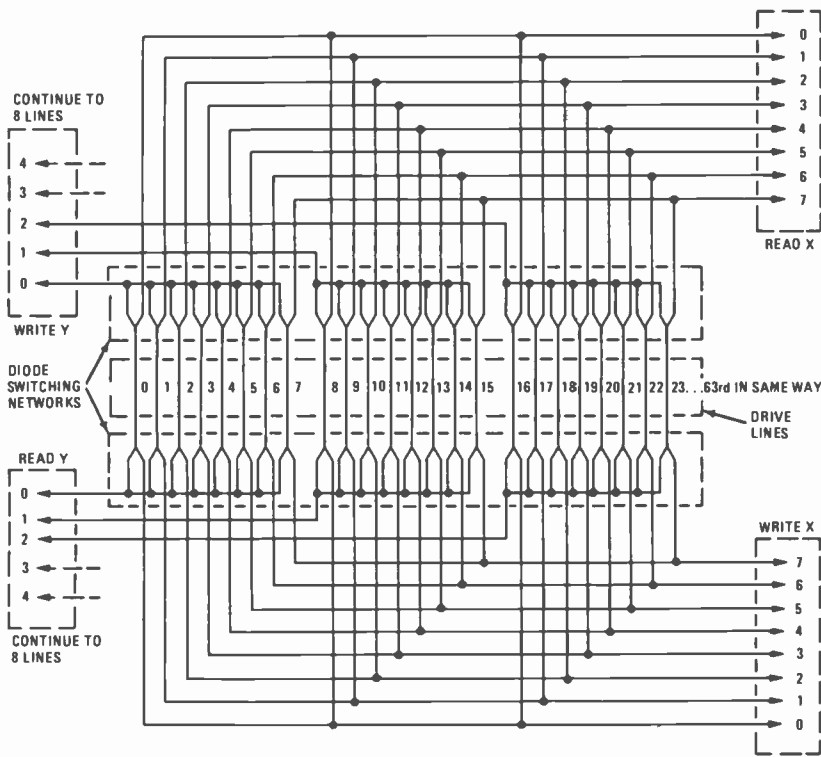 0
1
2
3
4
5
6
7
READ X
CONTINUE TO
8 LINES
4
3
2
1
0
WRITE Y
DIODE
SWITCHING
NETWORKS
0 1 2 3 4 5 6 7 8 9 10 11 12 13 14 15 16 17 18 19 20 21 22 23...63rd IN SAME WAY
DRIVE
LINES
READ Y
0
1
2
3
4
CONTINUE TO
8 LINES
WRITE X
7
6
5
4
3
2
1
0